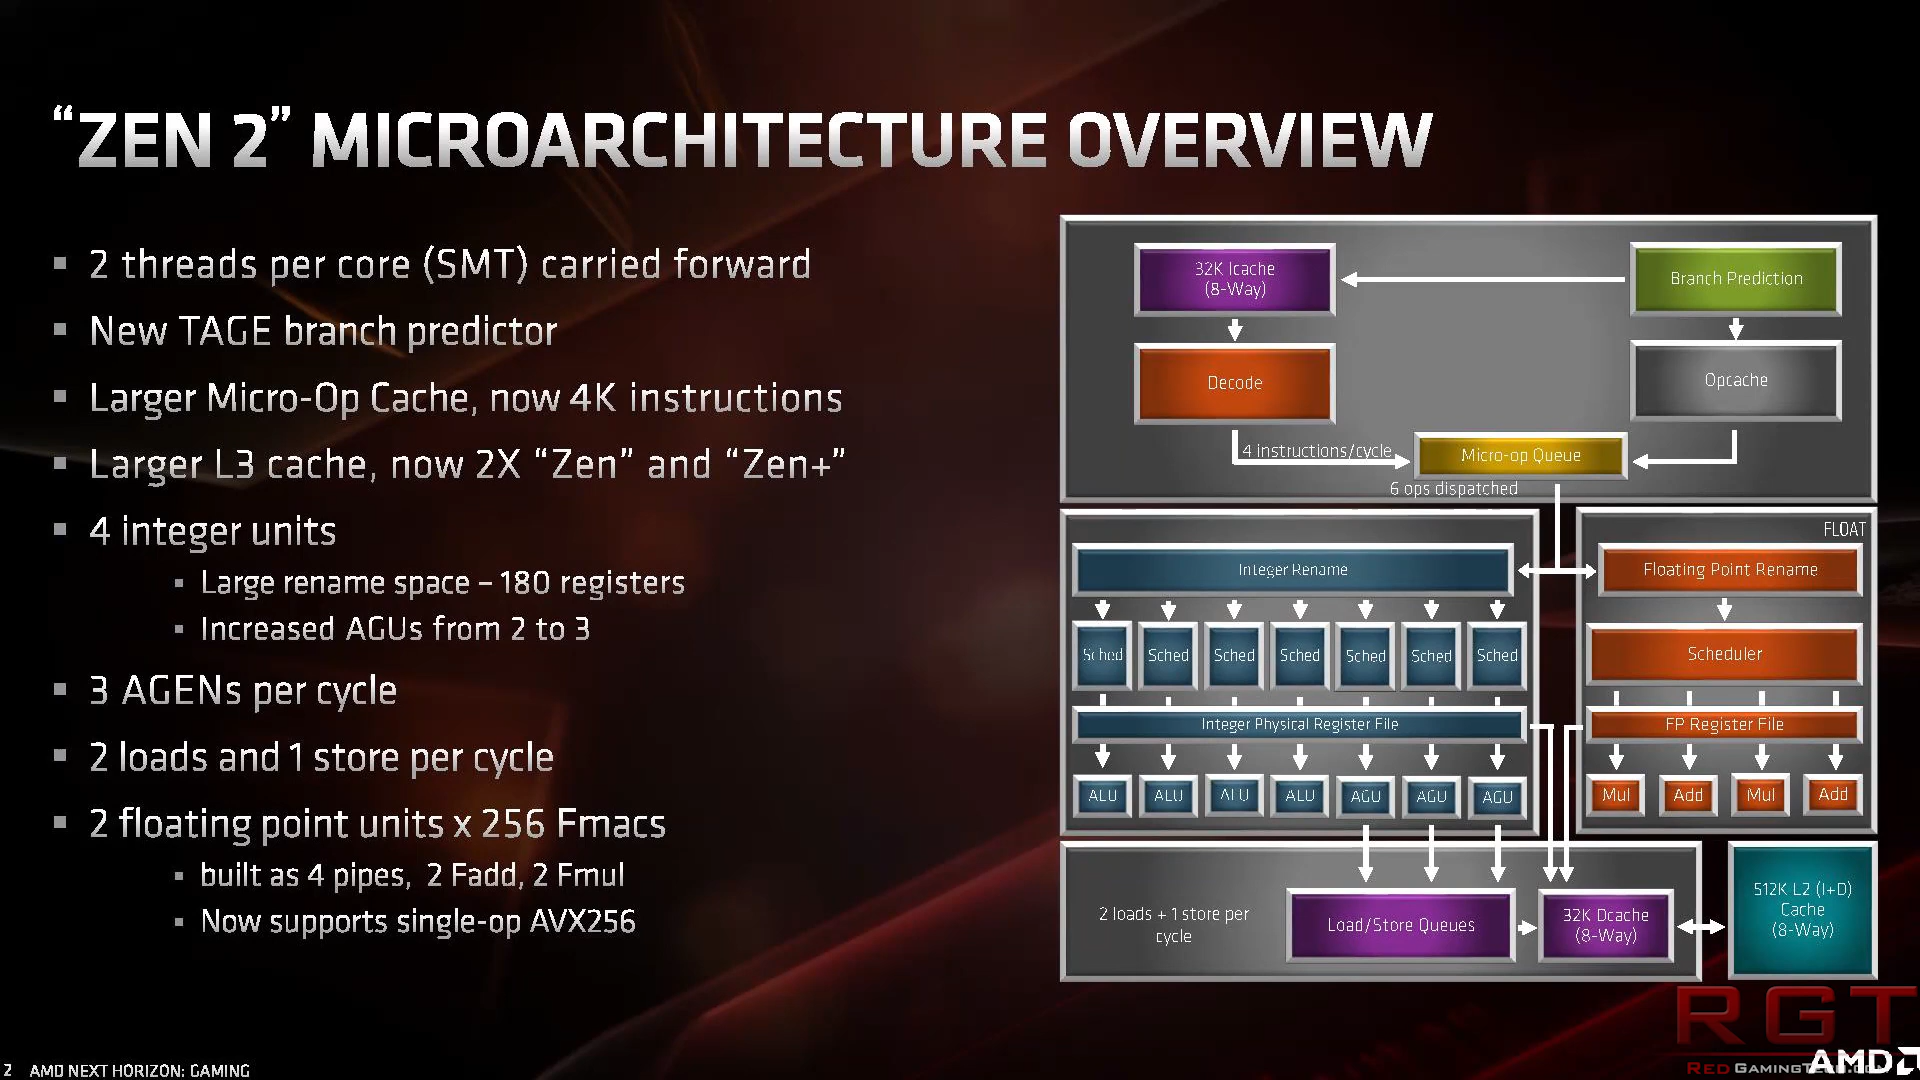 “ZEN 2” MICROARCHITECTURE OVERVIEW
2 threads per core (SMT) carried forward
New TAGE branch predictor
Larger Micro-Op Cache, now 4K instructions
Larger L3 cache, now 2X “Zen” and “Zen+”
4 integer units
Large rename space – 180 registers
Increased AGUs from 2 to 3
3 AGENs per cycle
2 loads and 1 store per cycle
2 floating point units x 256 Fmacs
built as 4 pipes, 2 Fadd, 2 Fmul
Now supports single-op AVX256
32K Icache
(8-Way)
Branch Prediction
Decode
Opcache
4 instructions/cycle
Micro-op Queue
6 ops dispatched
FLOAT
Integer Rename
Floating Point Rename
Sched Sched Sched Sched Sched Sched Sched
Scheduler
Integer Physical Register File
FP Register File
ALU ALU ALU ALU AGU AGU AGU
Mul Add Mul Add
2 loads + 1 store per
cycle
Load/Store Queues
32K Dcache
(8-Way)
512K L2 (I+D)
Cache
(8-Way)
2 AMD NEXT HORIZON: GAMING
RGT
AMD